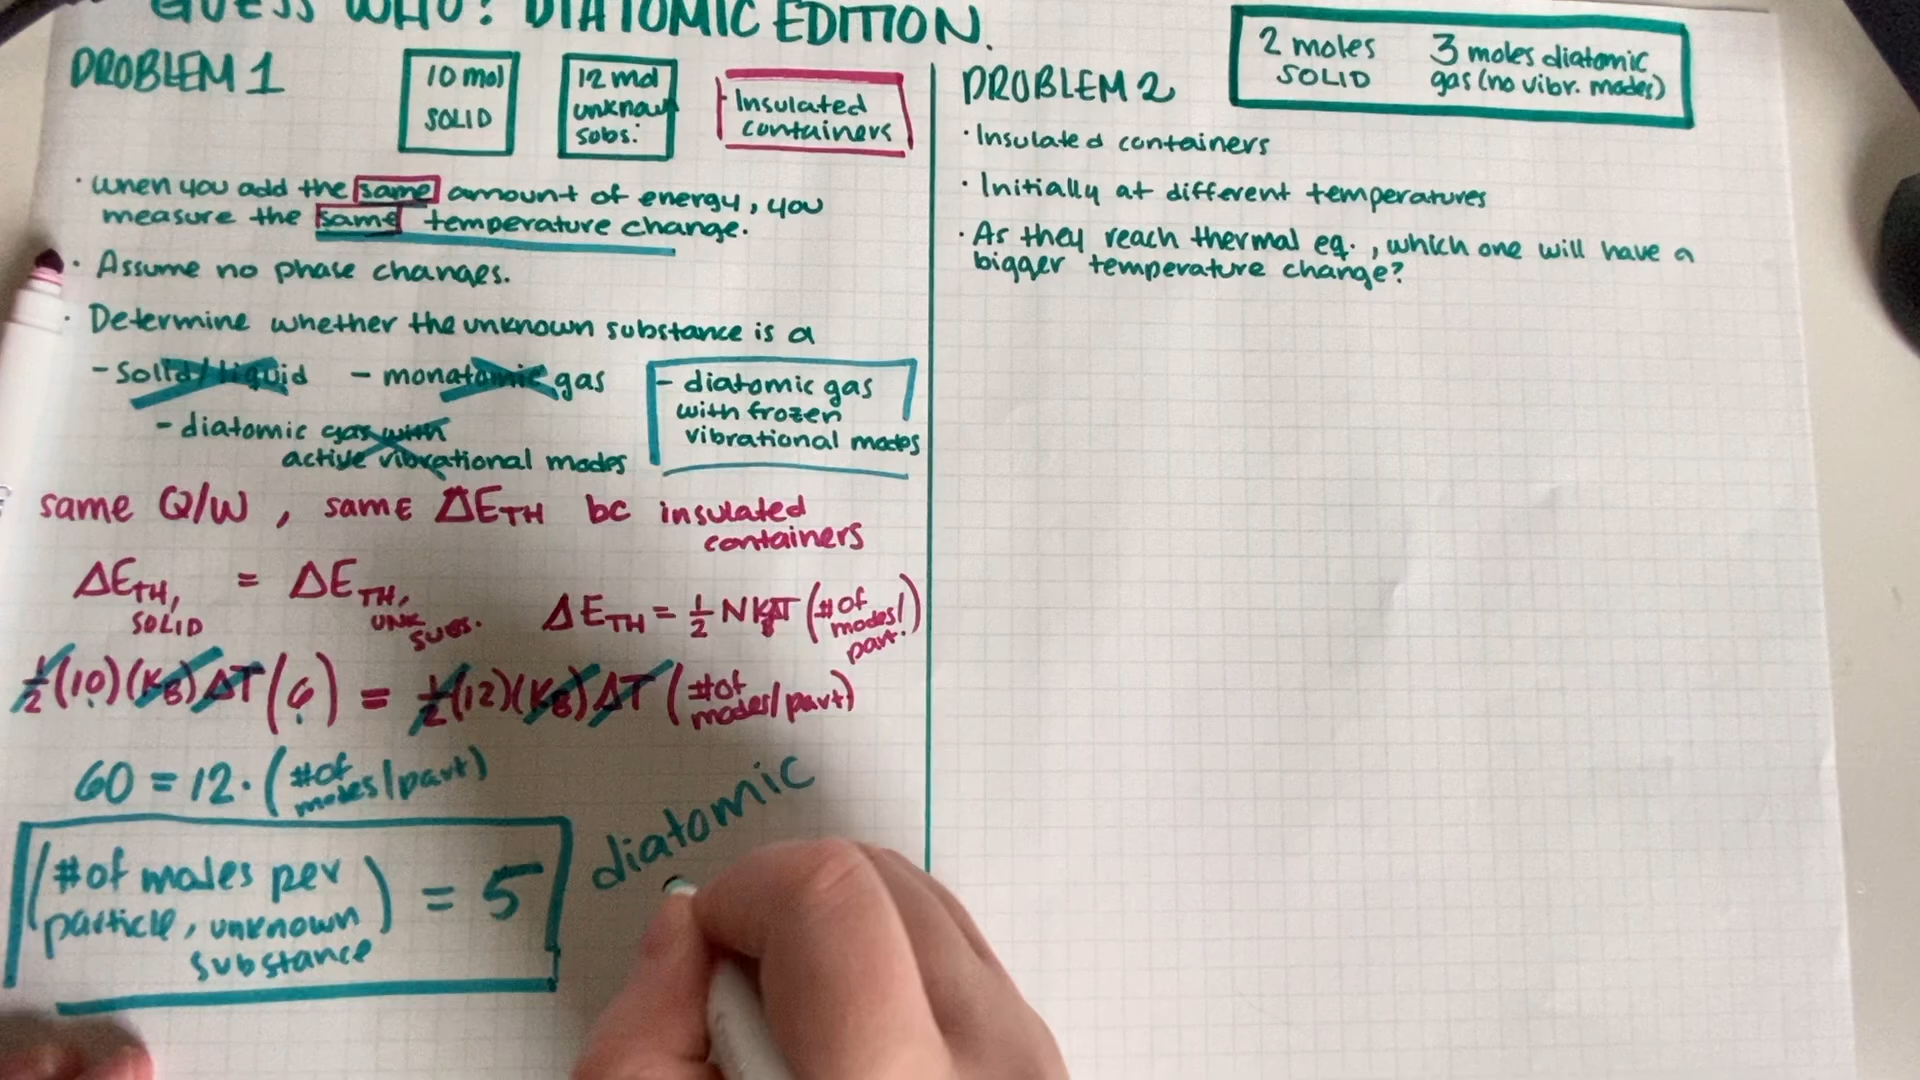 GUESS WHO? DIATOMIC EDITION.
PROBLEM 1
10 mol
SOLID
12 mol
unknown
subs.
Insulated
containers
· When you add the same amount of energy, you
measure the same temperature change.
· Assume no phase changes.
· Determine whether the unknown substance is a
- solid/liquid - monatomic gas
- diatomic gas with
active vibrational modes
- diatomic gas
with frozen
vibrational modes
same Q/W, same ΔETH bc insulated
containers
ΔETH, SOLID = ΔETH, UNK SUBS.
ΔETH = 1/2 NKBΔT (# of modes/part.)
1/2(10)(KB)ΔT(6) = 1/2(12)(KB)ΔT(# of modes/part)
60 = 12·(# of modes/part)
(# of modes per
particle, unknown
substance) = 5
diatomic
PROBLEM 2
2 moles
SOLID
3 moles diatomic
gas (no vibr. modes)
· Insulated containers
· Initially at different temperatures
· As they reach thermal eq., which one will have a
bigger temperature change?